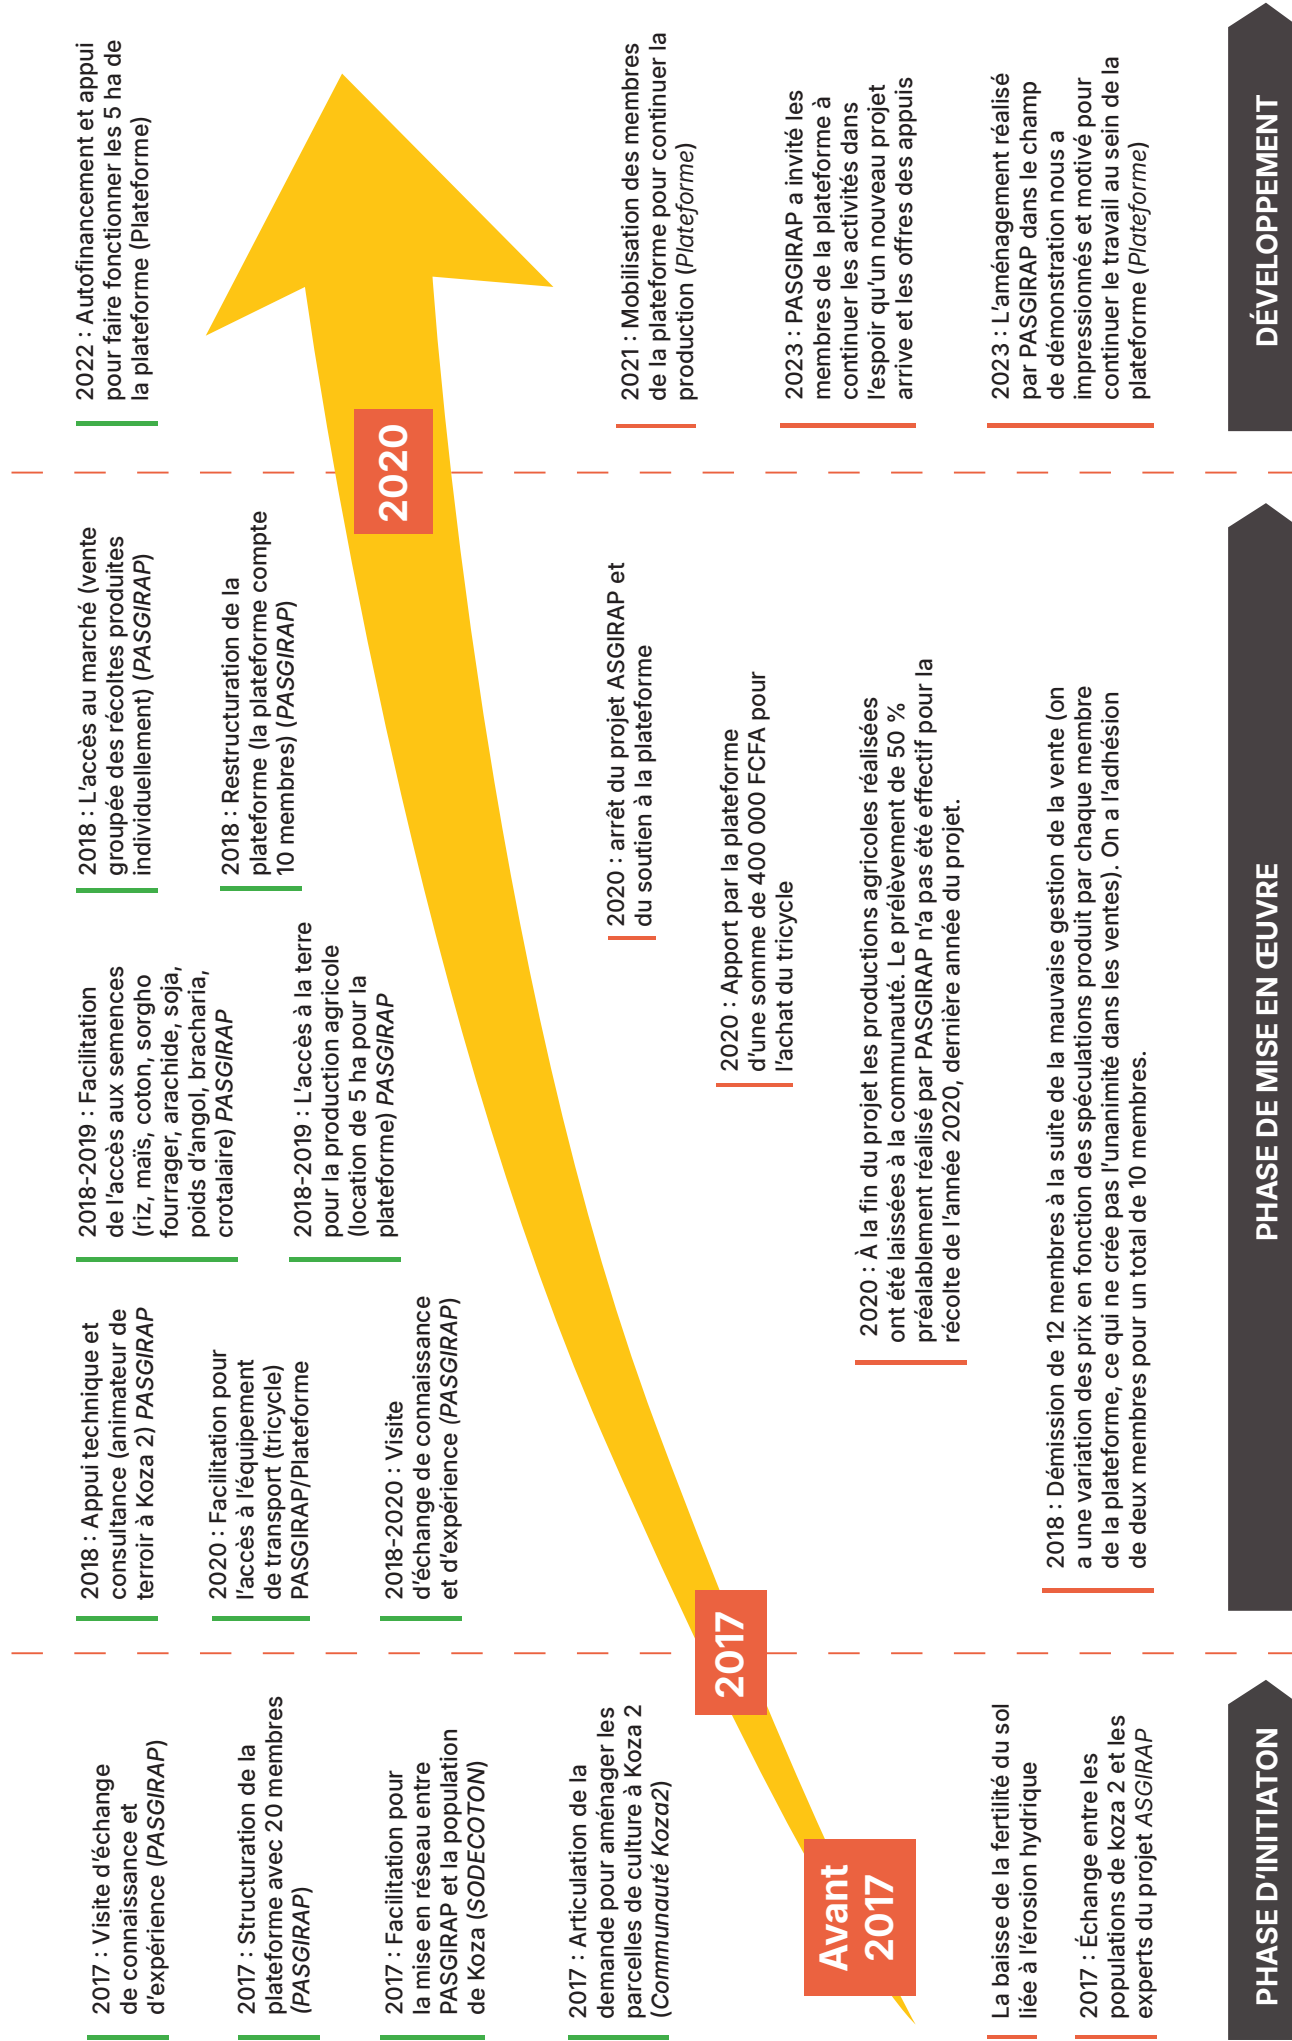 2017 : Visite d'échange
de connaissance et
d'expérience (PASGIRAP)
2017 : Structuration de la
plateforme avec 20 membres
(PASGIRAP)
2017 : Facilitation pour
la mise en réseau entre
PASGIRAP et la population
de Koza (SODECOTON)
2017 : Articulation de la
demande pour aménager les
parcelles de culture à Koza 2
(Communauté Koza2)
Avant
2017
La baisse de la fertilité du sol
liée à l'érosion hydrique
2017 : Échange entre les
populations de koza 2 et les
experts du projet ASGIRAP
PHASE D'INITIATON
2017
2018 : Appui technique et
consultance (animateur de
terroir à Koza 2) PASGIRAP
2020 : Facilitation pour
l'accès à l'équipement
de transport (tricycle)
PASGIRAP/Plateforme
2018-2020 : Visite
d'échange de connaissance
et d'expérience (PASGIRAP)
2018-2019 : Facilitation
de l'accès aux semences
(riz, maïs, coton, sorgho
fourrager, arachide, soja,
poids d'angol, bracharia,
crotalaire) PASGIRAP
2018-2019 : L'accès à la terre
pour la production agricole
(location de 5 ha pour la
plateforme) PASGIRAP
2018 : L'accès au marché (vente
groupée des récoltes produites
individuellement) (PASGIRAP)
2018 : Restructuration de la
plateforme (la plateforme compte
10 membres) (PASGIRAP)
2020 : arrêt du projet ASGIRAP et
du soutien à la plateforme
2020 : Apport par la plateforme
d'une somme de 400 000 FCFA pour
l'achat du tricycle
2020 : À la fin du projet les productions agricoles réalisées
ont été laissées à la communauté. Le prélèvement de 50 %
préalablement réalisé par PASGIRAP n'a pas été effectif pour la
récolte de l'année 2020, dernière année du projet.
2018 : Démission de 12 membres à la suite de la mauvaise gestion de la vente (on
a une variation des prix en fonction des spéculations produit par chaque membre
de la plateforme, ce qui ne crée pas l'unanimité dans les ventes). On a l'adhésion
de deux membres pour un total de 10 membres.
PHASE DE MISE EN ŒUVRE
2020
2022 : Autofinancement et appui
pour faire fonctionner les 5 ha de
la plateforme (Plateforme)
2021 : Mobilisation des membres
de la plateforme pour continuer la
production (Plateforme)
2023 : PASGIRAP a invité les
membres de la plateforme à
continuer les activités dans
l'espoir qu'un nouveau projet
arrive et les offres des appuis
2023 : L'aménagement réalisé
par PASGIRAP dans le champ
de démonstration nous a
impressionnés et motivé pour
continuer le travail au sein de la
plateforme (Plateforme)
DÉVELOPPEMENT